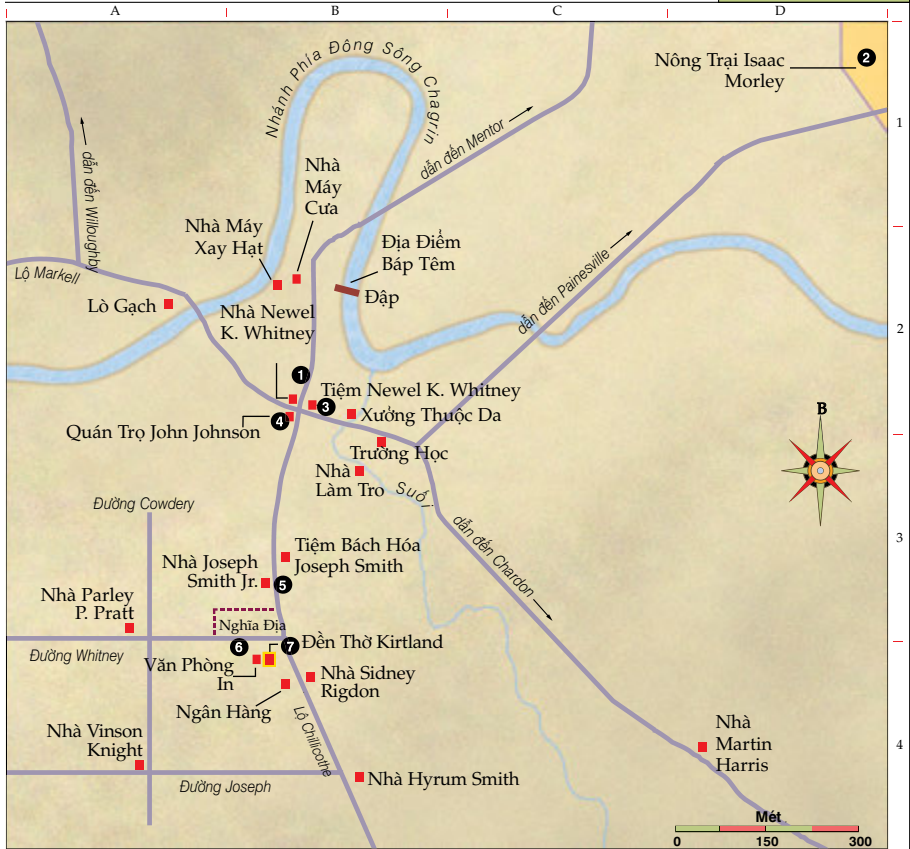 A
B
C
D
1
2
3
4
Nông Trại Isaac
Morley
2
Nhánh Phía Đông Sông Chagrin
dẫn đến Mentor
dẫn đến Willoughby
Nhà
Máy
Cưa
Nhà Máy
Xay Hạt
Địa Điểm
Báp Têm
Đập
Lộ Markell
Lò Gạch
Nhà Newel
K. Whitney
dẫn đến Painesville
1
Tiệm Newel K. Whitney
3
Xưởng Thuộc Da
4
Quán Trọ John Johnson
Trường Học
Nhà
Làm Tro
Suối
B
Đường Cowdery
dẫn đến Chardon
Tiệm Bách Hóa
Joseph Smith
Nhà Joseph
Smith Jr.
5
Nhà Parley
P. Pratt
Nghĩa Địa
6
7
Đền Thờ Kirtland
Đường Whitney
Văn Phòng
In
Nhà Sidney
Rigdon
Ngân Hàng
Lộ Chillicothe
Nhà Vinson
Knight
Đường Joseph
Nhà Hyrum Smith
Nhà
Martin
Harris
Mét
0
150
300